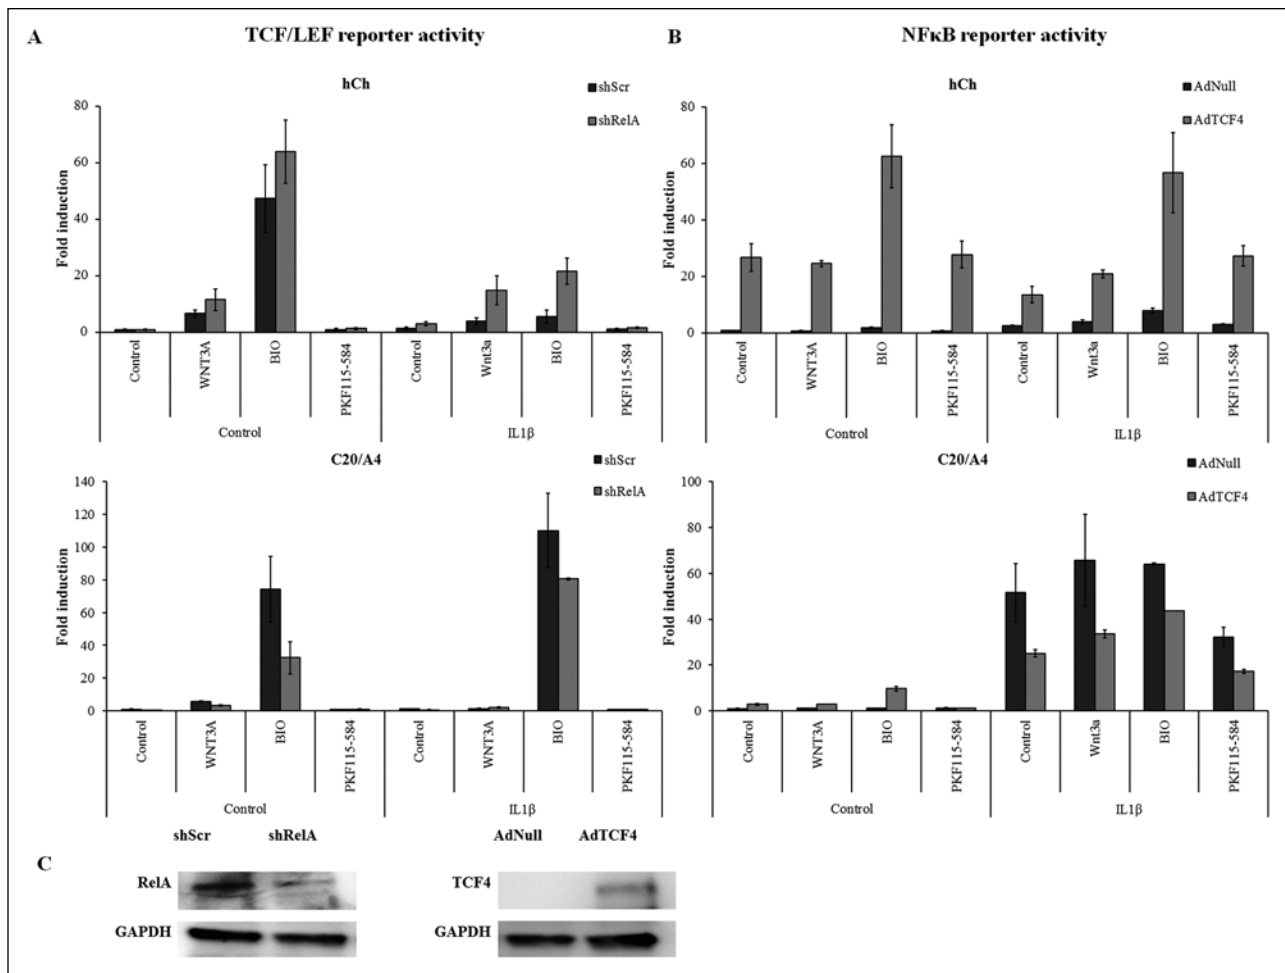 A TCF/LEF reporter activity
B NFκB reporter activity
hCh
shScr
shRelA
Fold induction
80
60
40
20
0
Control
WNT3A
BIO
PKF115-584
Control
Wnt3a
BIO
PKF115-584
Control
IL1β
hCh
AdNull
AdTCF4
Fold induction
80
60
40
20
0
Control
WNT3A
BIO
PKF115-584
Control
Wnt3a
BIO
PKF115-584
Control
IL1β
C20/A4
shScr
shRelA
Fold induction
140
120
100
80
60
40
20
0
Control
WNT3A
BIO
PKF115-584
Control
WNT3A
BIO
PKF115-584
Control
IL1β
C20/A4
AdNull
AdTCF4
Fold induction
100
80
60
40
20
0
Control
WNT3A
BIO
PKF115-584
Control
Wnt3a
BIO
PKF115-584
Control
IL1β
C
shScr shRelA
RelA
GAPDH
AdNull AdTCF4
TCF4
GAPDH